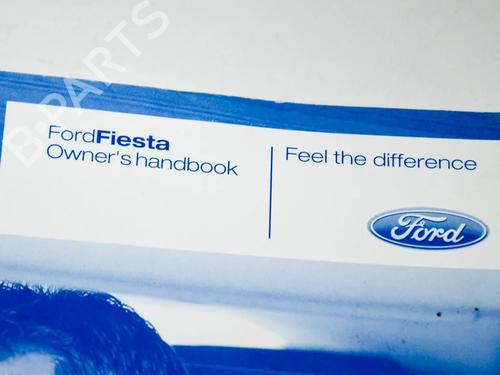 B-PARTS
FordFiesta
Owner's handbook
Feel the difference
Ford